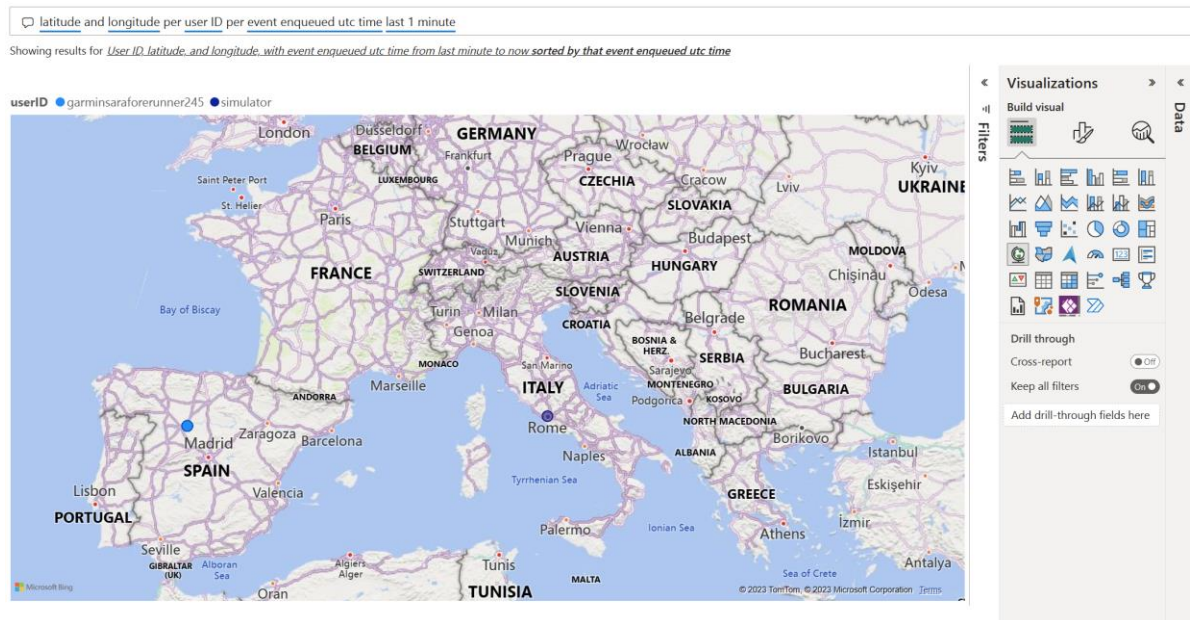 latitude and longitude per user ID per event enqueued utc time last 1 minute
Showing results for User ID, latitude, and longitude, with event enqueued utc time from last minute to now sorted by that event enqueued utc time
userID garminsaraforerunner245 simulator
London
Düsseldorf
GERMANY
BELGIUM
Frankfurt
Wrocław
Prague
Kyiv
LUXEMBOURG
CZECHIA
Cracow
Lviv
UKRAINE
Saint Peter Port
St. Helier
SLOVAKIA
Paris
Stuttgart
Vienna
Munich
Budapest
Vaduz
AUSTRIA
MOLDOVA
FRANCE
SWITZERLAND
HUNGARY
Chișinău
SLOVENIA
Odesa
Bay of Biscay
Turin
Milan
ROMANIA
CROATIA
Belgrade
Genoa
BOSNIA &
HERZ.
SERBIA
Bucharest
MONACO
San Marino
Sarajevo
Marseille
ITALY
Adriatic
Sea
MONTENEGRO
BULGARIA
ANDORRA
Podgorica
KOSOVO
Rome
NORTH MACEDONIA
Madrid
Zaragoza
Barcelona
Borikovo
Naples
ALBANIA
Istanbul
SPAIN
Tyrrhenian Sea
Eskişehir
Lisbon
Valencia
GREECE
PORTUGAL
Palermo
Ionian Sea
Athens
İzmir
Seville
GIBRALTAR
(UK)
Alboran
Sea
Algiers
Alger
Tunis
MALTA
Sea of Crete
Antalya
Oran
TUNISIA
Microsoft Bing
© 2023 TomTom, © 2023 Microsoft Corporation Terms
Filters
Visualizations
Build visual
123
Drill through
Cross-report
Off
Keep all filters
On
Add drill-through fields here
Data